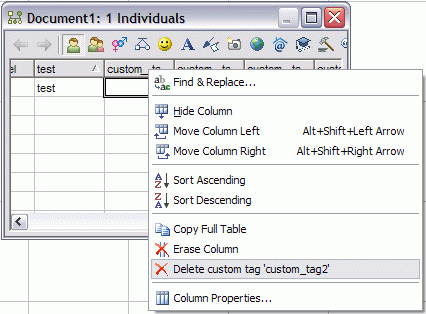 Document1: 1 Individuals
el test custom_ta custom_ta custom_ta custo
test
Find & Replace...
Hide Column
Move Column Left Alt+Shift+Left Arrow
Move Column Right Alt+Shift+Right Arrow
Sort Ascending
Sort Descending
Copy Full Table
Erase Column
Delete custom tag 'custom_tag2'
Column Properties...